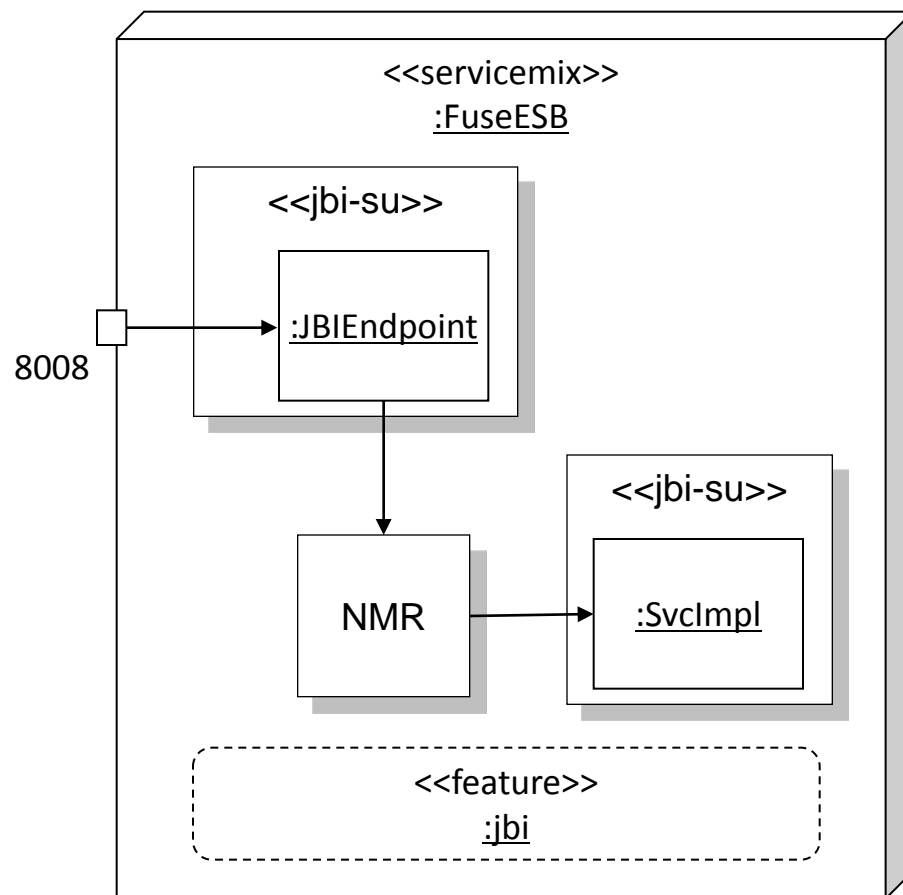 <<servicemix>>
:FuseESB
<<jbi-su>>
:JBIEndpoint
8008
<<jbi-su>>
NMR
:SvcImpl
<<feature>>
:jbi